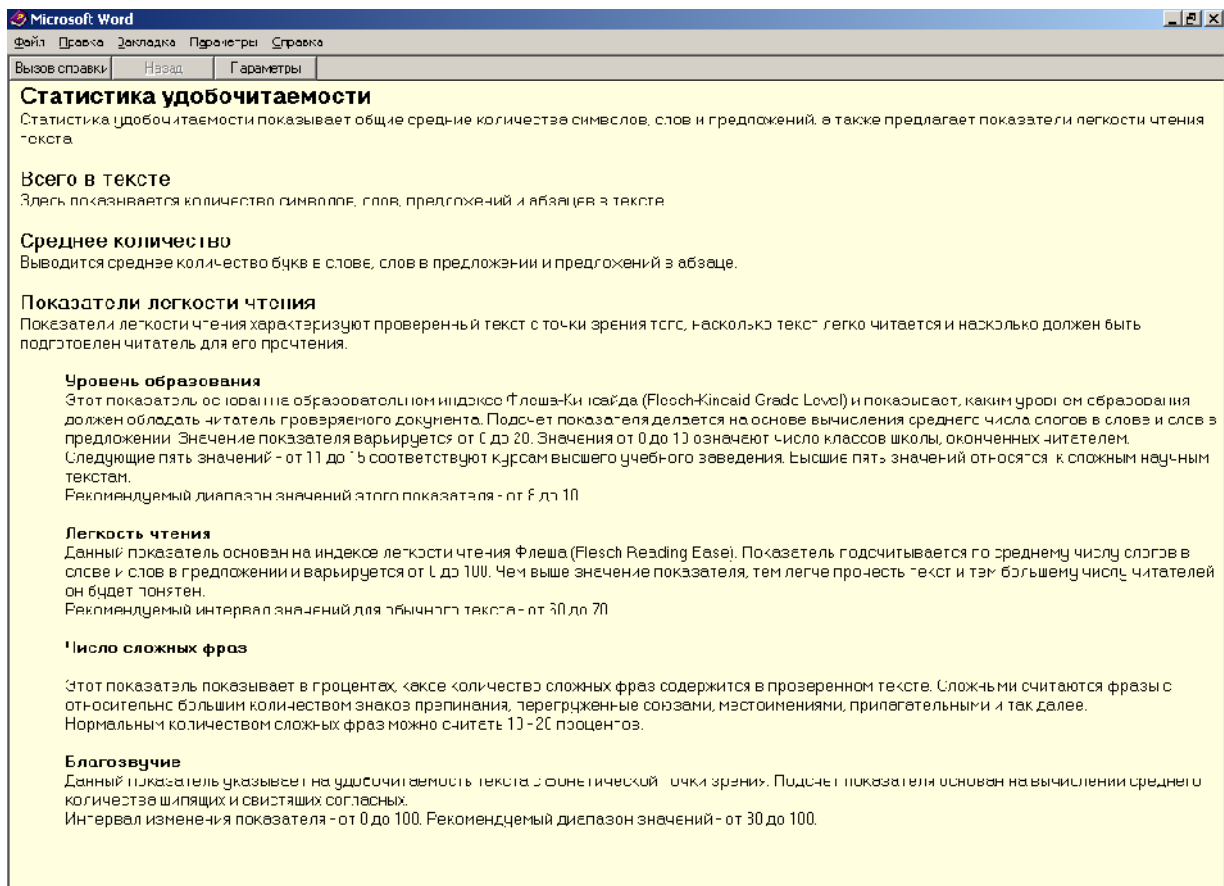 Microsoft Word
Файл Правка Закладка Параметры Справка
Вызов справки Назад Параметры
Статистика удобочитаемости
Статистика удобочитаемости показывает общие средние количества символов, слов и предложений, а также предлагает показатели легкости чтения
текста
Всего в тексте
Здесь показывается количество символов, слов, предложений и абзацев в тексте
Среднее количество
Выводится среднее количество букв в слове, слов в предложении и предложений в абзаце.
Показатели легкости чтения
Показатели легкости чтения характеризуют проверенный текст с точки зрения того, насколько текст легко читается и насколько должен быть
подготовлен читатель для его прочтения.
Уровень образования
Этот показатель основан на образовательном индексе Флеша-Кинсайда (Flesch-Kincaid Grade Level) и показывает, каким уровнем образования
должен обладать читатель проверяемого документа. Подсчет показателя делается на основе вычисления среднего числа слогов в слове и слов в
предложении. Значение показателя варьируется от 0 до 20. Значения от 0 до 10 означают число классов школы, оконченных читателем.
Следующие пять значений - от 11 до 15 соответствуют курсам высшего учебного заведения. Высшие пять значений относятся к сложным научным
текстам.
Рекомендуемый диапазон значений этого показателя - от 8 до 10
Легкость чтения
Данный показатель основан на индексе легкости чтения Флеша (Flesch Reading Ease). Показатель подсчитывается по среднему числу слогов в
слове и слов в предложении и варьируется от 0 до 100. Чем выше значение показателя, тем легче прочесть текст и тем большему числу читателей
он будет понятен.
Рекомендуемый интервал значений для обычного текста - от 60 до 70
Число сложных фраз
Этот показатель показывает в процентах, какое количество сложных фраз содержится в проверенном тексте. Сложными считаются фразы с
относительно большим количеством знаков препинания, перегруженные союзами, местоимениями, прилагательными и так далее.
Нормальным количеством сложных фраз можно считать 10 - 20 процентов.
Благозвучие
Данный показатель указывает на удобочитаемость текста с фонетической точки зрения. Подсчет показателя основан на вычислении среднего
количества шипящих и свистящих согласных.
Интервал изменения показателя - от 0 до 100. Рекомендуемый диапазон значений - от 80 до 100.